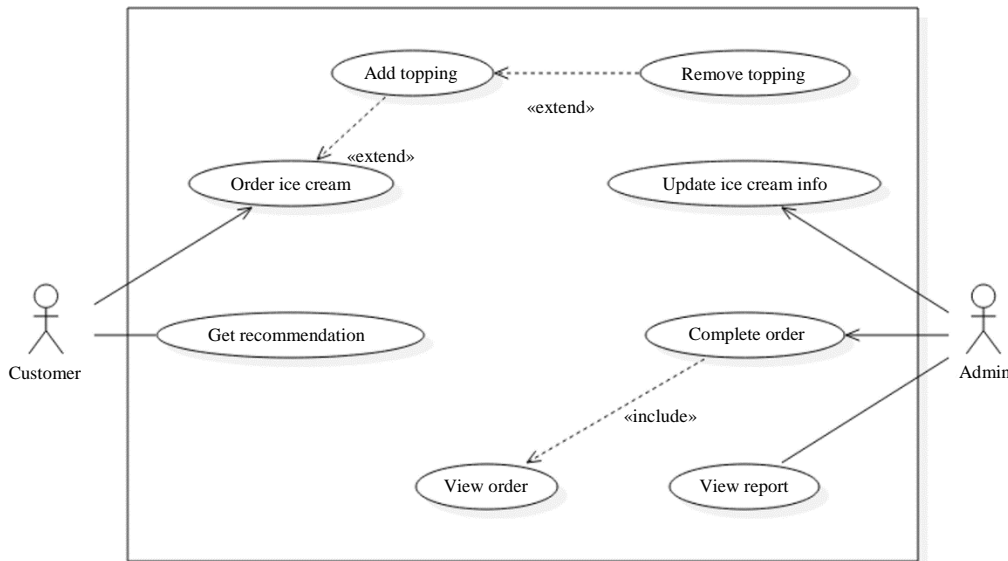 Add topping
Remove topping
«extend»
«extend»
Order ice cream
Update ice cream info
Get recommendation
Complete order
Customer
Admin
«include»
View order
View report